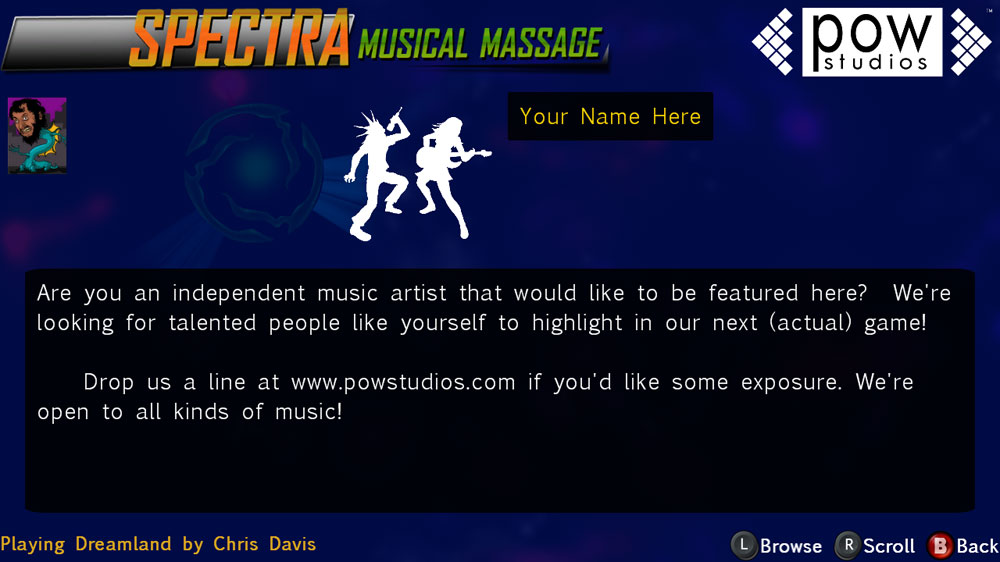 SPECTRA MUSICAL MASSAGE
pow studios ™
Your Name Here
Are you an independent music artist that would like to be featured here?  We're
looking for talented people like yourself to highlight in our next (actual) game!
Drop us a line at www.powstudios.com if you'd like some exposure. We're
open to all kinds of music!
Playing Dreamland by Chris Davis
L Browse R Scroll B Back